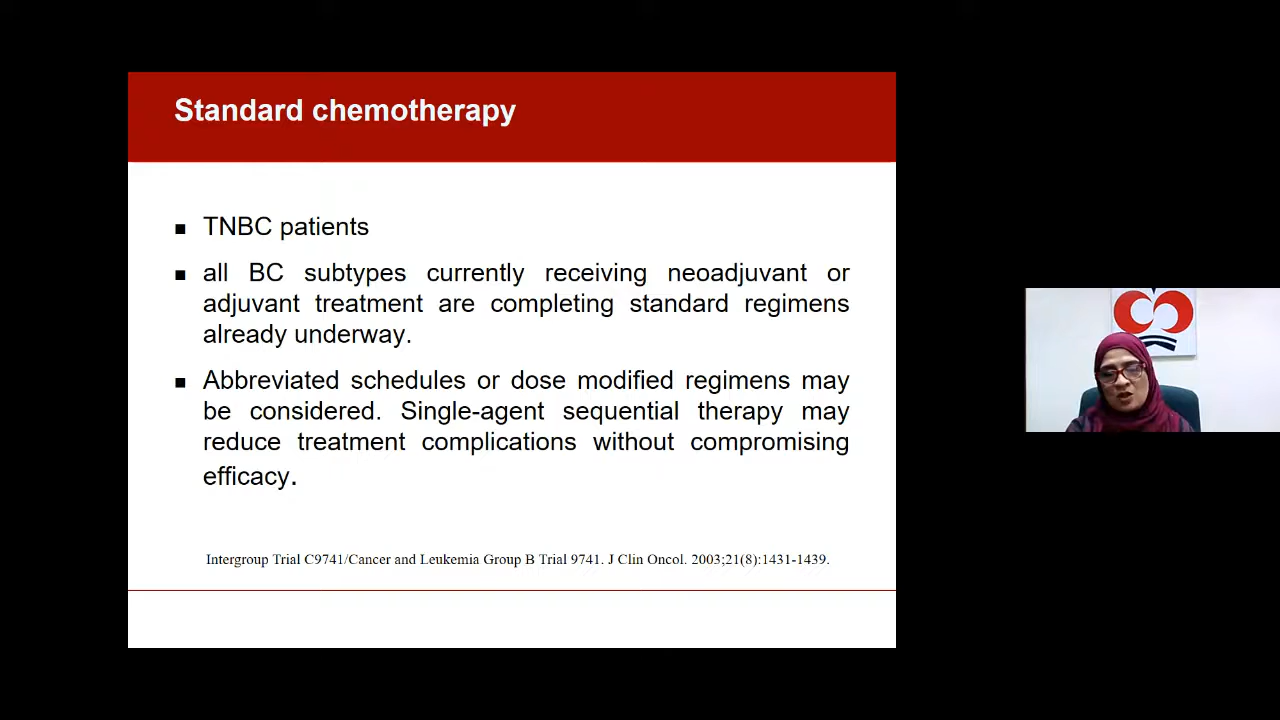 Standard chemotherapy
▪ TNBC patients
▪ all BC subtypes currently receiving neoadjuvant or
adjuvant treatment are completing standard regimens
already underway.
▪ Abbreviated schedules or dose modified regimens may
be considered. Single-agent sequential therapy may
reduce treatment complications without compromising
efficacy.
Intergroup Trial C9741/Cancer and Leukemia Group B Trial 9741. J Clin Oncol. 2003;21(8):1431-1439.